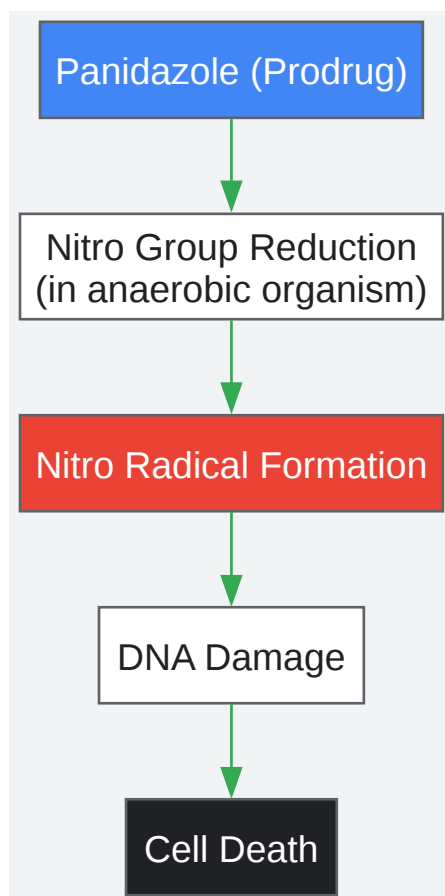 Panidazole (Prodrug)
Nitro Group Reduction
(in anaerobic organism)
Nitro Radical Formation
DNA Damage
Cell Death